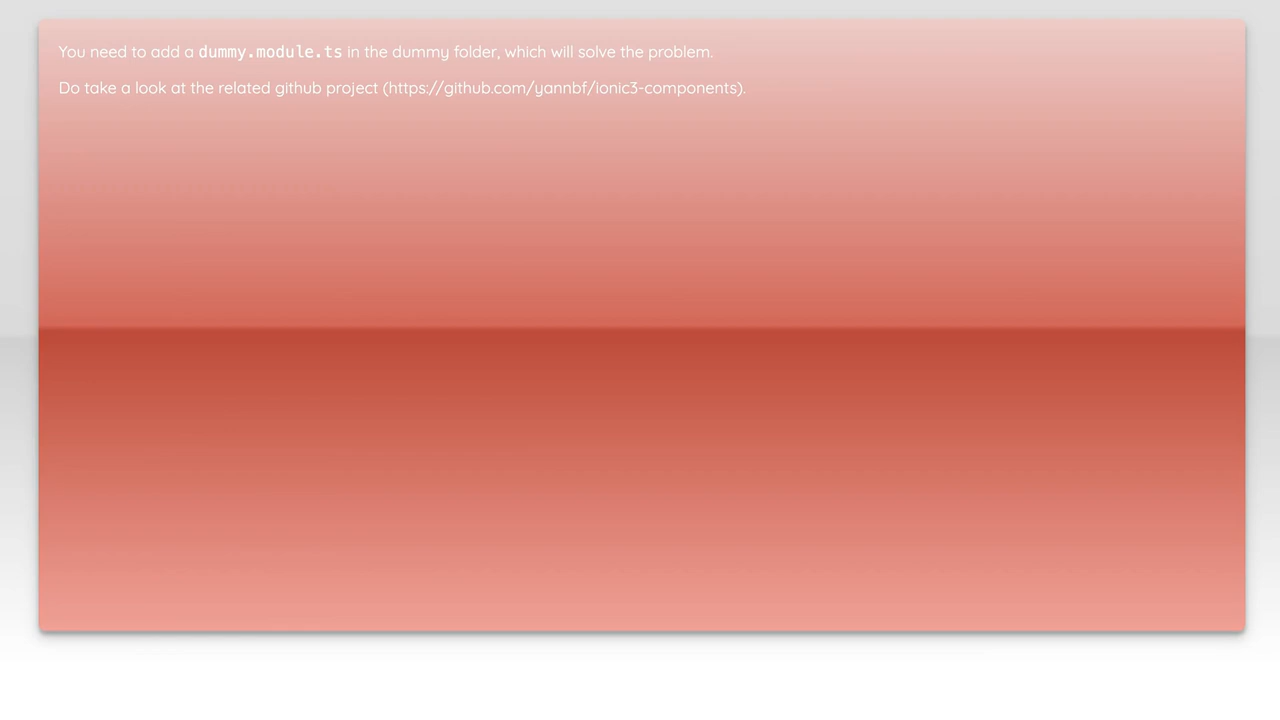 You need to add a dummy.module.ts in the dummy folder, which will solve the problem.
Do take a look at the related github project (https://github.com/yannbf/ionic3-components).